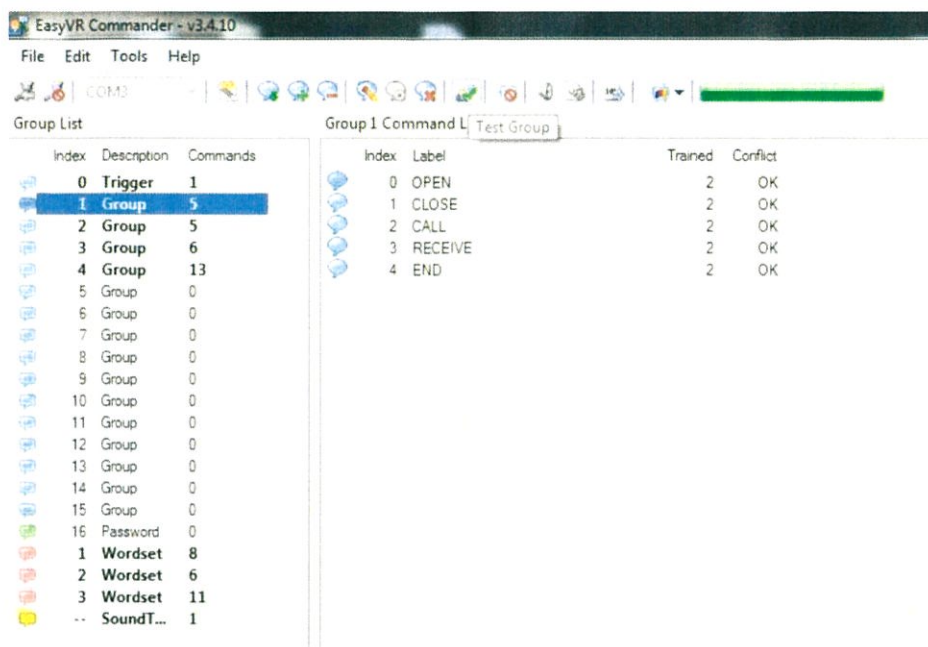 EasyVR Commander - v3.4.10
File Edit Tools Help
COM3
Group List
Group 1 Command L
Test Group
Index Description Commands
0 Trigger 1
1 Group 5
2 Group 5
3 Group 6
4 Group 13
5 Group 0
6 Group 0
7 Group 0
8 Group 0
9 Group 0
10 Group 0
11 Group 0
12 Group 0
13 Group 0
14 Group 0
15 Group 0
16 Password 0
1 Wordset 8
2 Wordset 6
3 Wordset 11
-- SoundT... 1
Index Label Trained Conflict
0 OPEN 2 OK
1 CLOSE 2 OK
2 CALL 2 OK
3 RECEIVE 2 OK
4 END 2 OK